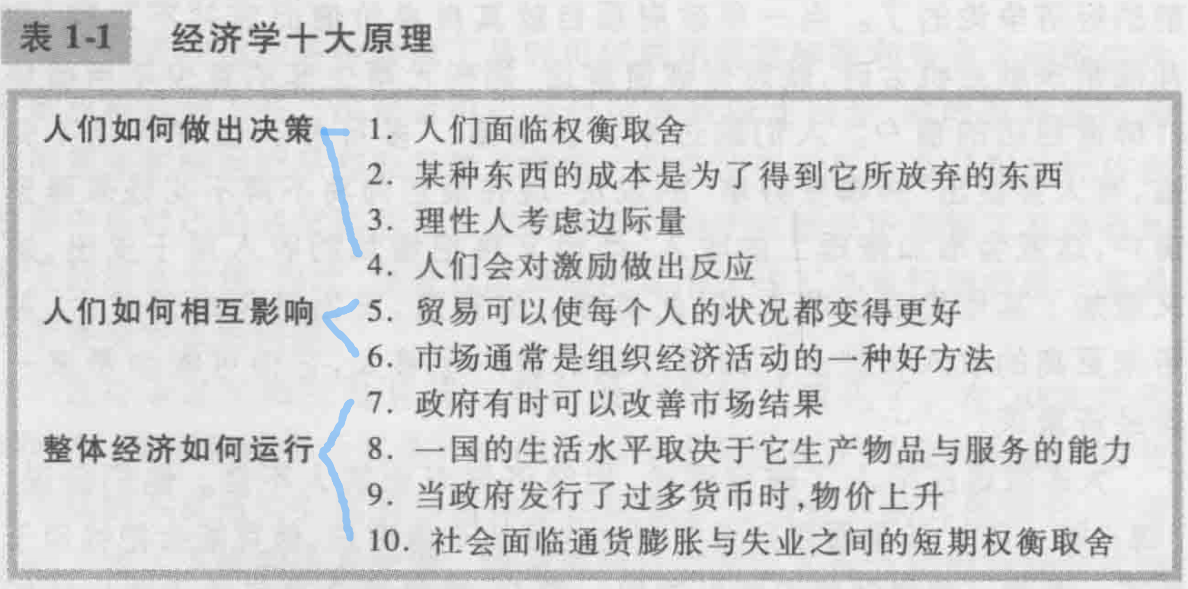 表 1-1 经济学十大原理
人们如何做出决策 1. 人们面临权衡取舍
2. 某种东西的成本是为了得到它所放弃的东西
3. 理性人考虑边际量
4. 人们会对激励做出反应
人们如何相互影响 5. 贸易可以使每个人的状况都变得更好
6. 市场通常是组织经济活动的一种好方法
7. 政府有时可以改善市场结果
整体经济如何运行 8. 一国的生活水平取决于它生产物品与服务的能力
9. 当政府发行了过多货币时,物价上升
10. 社会面临通货膨胀与失业之间的短期权衡取舍